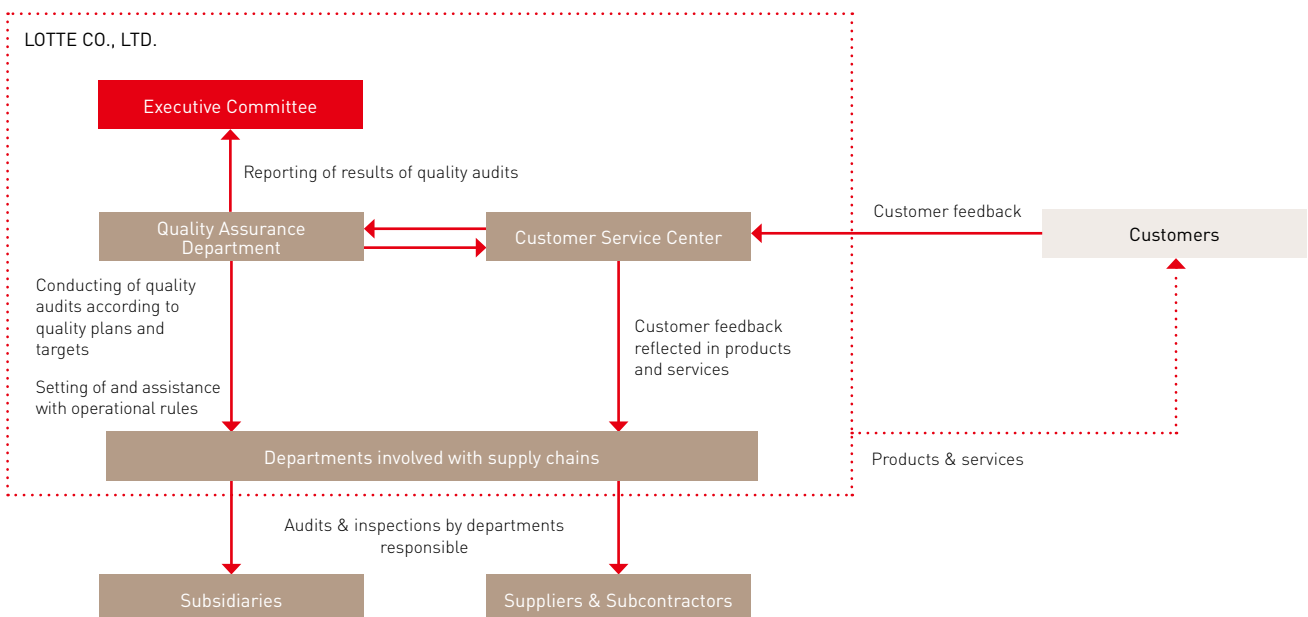 LOTTE CO., LTD.
Executive Committee
Reporting of results of quality audits
Quality Assurance
Department
Customer Service Center
Customer feedback
Customers
Conducting of quality
audits according to
quality plans and
targets
Setting of and assistance
with operational rules
Customer feedback
reflected in products
and services
Departments involved with supply chains
Products & services
Audits & inspections by departments
responsible
Subsidiaries
Suppliers & Subcontractors